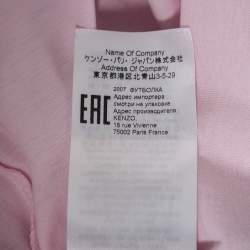 Name Of Company
ケンゾー・パリ・ジャパン株式会社
Address Of Company
東京都港区北青山3-5-29
EAC
2007 ФУТБОЛКА
Адрес импортера
смотри на упаковке
Адрес производителя:
KENZO,
18 rue Vivienne
75002 Paris France